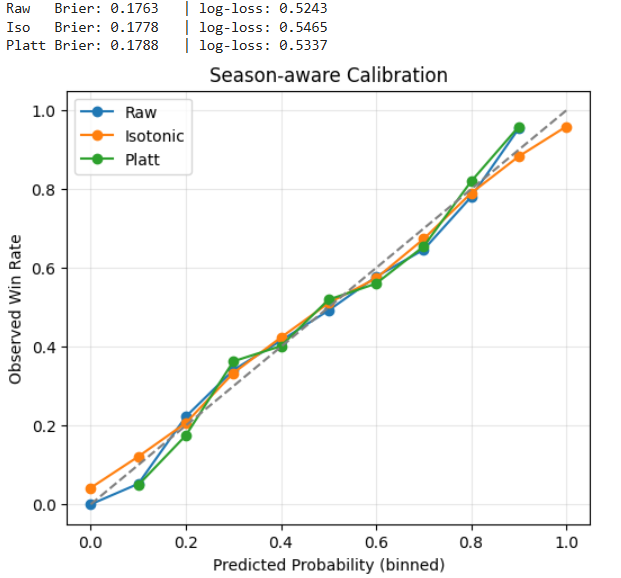 Raw   Brier: 0.1763   | log-loss: 0.5243
Iso   Brier: 0.1778   | log-loss: 0.5465
Platt Brier: 0.1788   | log-loss: 0.5337
Season-aware Calibration
Raw
Isotonic
Platt
Observed Win Rate
1.0
0.8
0.6
0.4
0.2
0.0
0.0 0.2 0.4 0.6 0.8 1.0
Predicted Probability (binned)